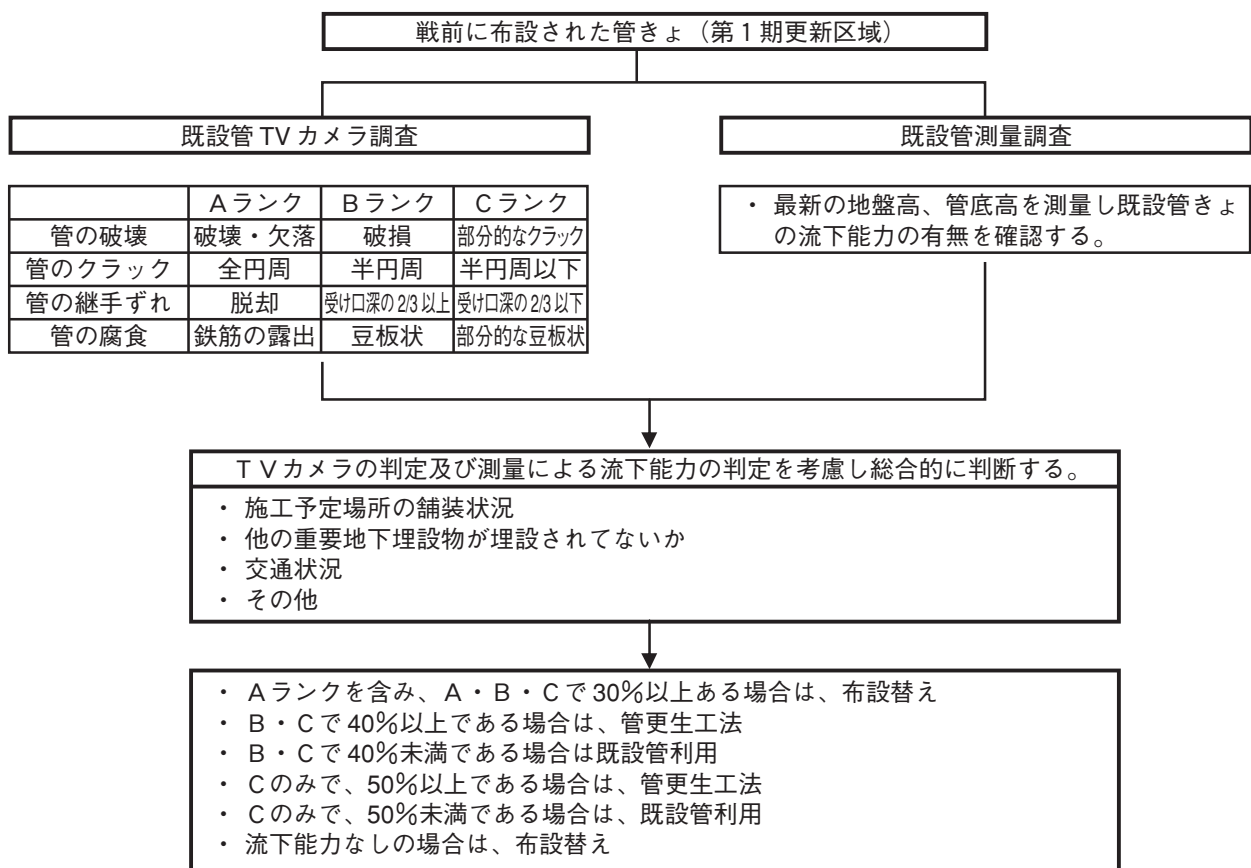 戦前に布設された管きょ（第１期更新区域）
既設管 TV カメラ調査
既設管測量調査
Ａランク Ｂランク Ｃランク
管の破壊 破壊・欠落 破損 部分的なクラック
管のクラック 全円周 半円周 半円周以下
管の継手ずれ 脱却 受け口深の 2/3 以上 受け口深の 2/3 以下
管の腐食 鉄筋の露出 豆板状 部分的な豆板状
・ 最新の地盤高、管底高を測量し既設管きょ
の流下能力の有無を確認する。
ＴＶカメラの判定及び測量による流下能力の判定を考慮し総合的に判断する。
・ 施工予定場所の舗装状況
・ 他の重要地下埋設物が埋設されてないか
・ 交通状況
・ その他
・ Ａランクを含み、Ａ・Ｂ・Ｃで 30％以上ある場合は、布設替え
・ Ｂ・Ｃで 40％以上である場合は、管更生工法
・ Ｂ・Ｃで 40％未満である場合は既設管利用
・ Ｃのみで、50％以上である場合は、管更生工法
・ Ｃのみで、50％未満である場合は、既設管利用
・ 流下能力なしの場合は、布設替え